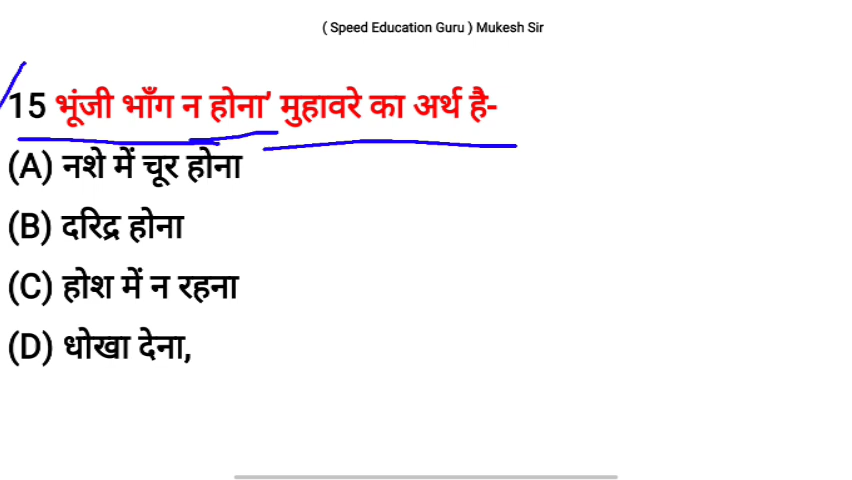 ( Speed Education Guru ) Mukesh Sir
15 भूंजी भाँग न होना’ मुहावरे का अर्थ है-
(A) नशे में चूर होना
(B) दरिद्र होना
(C) होश में न रहना
(D) धोखा देना,